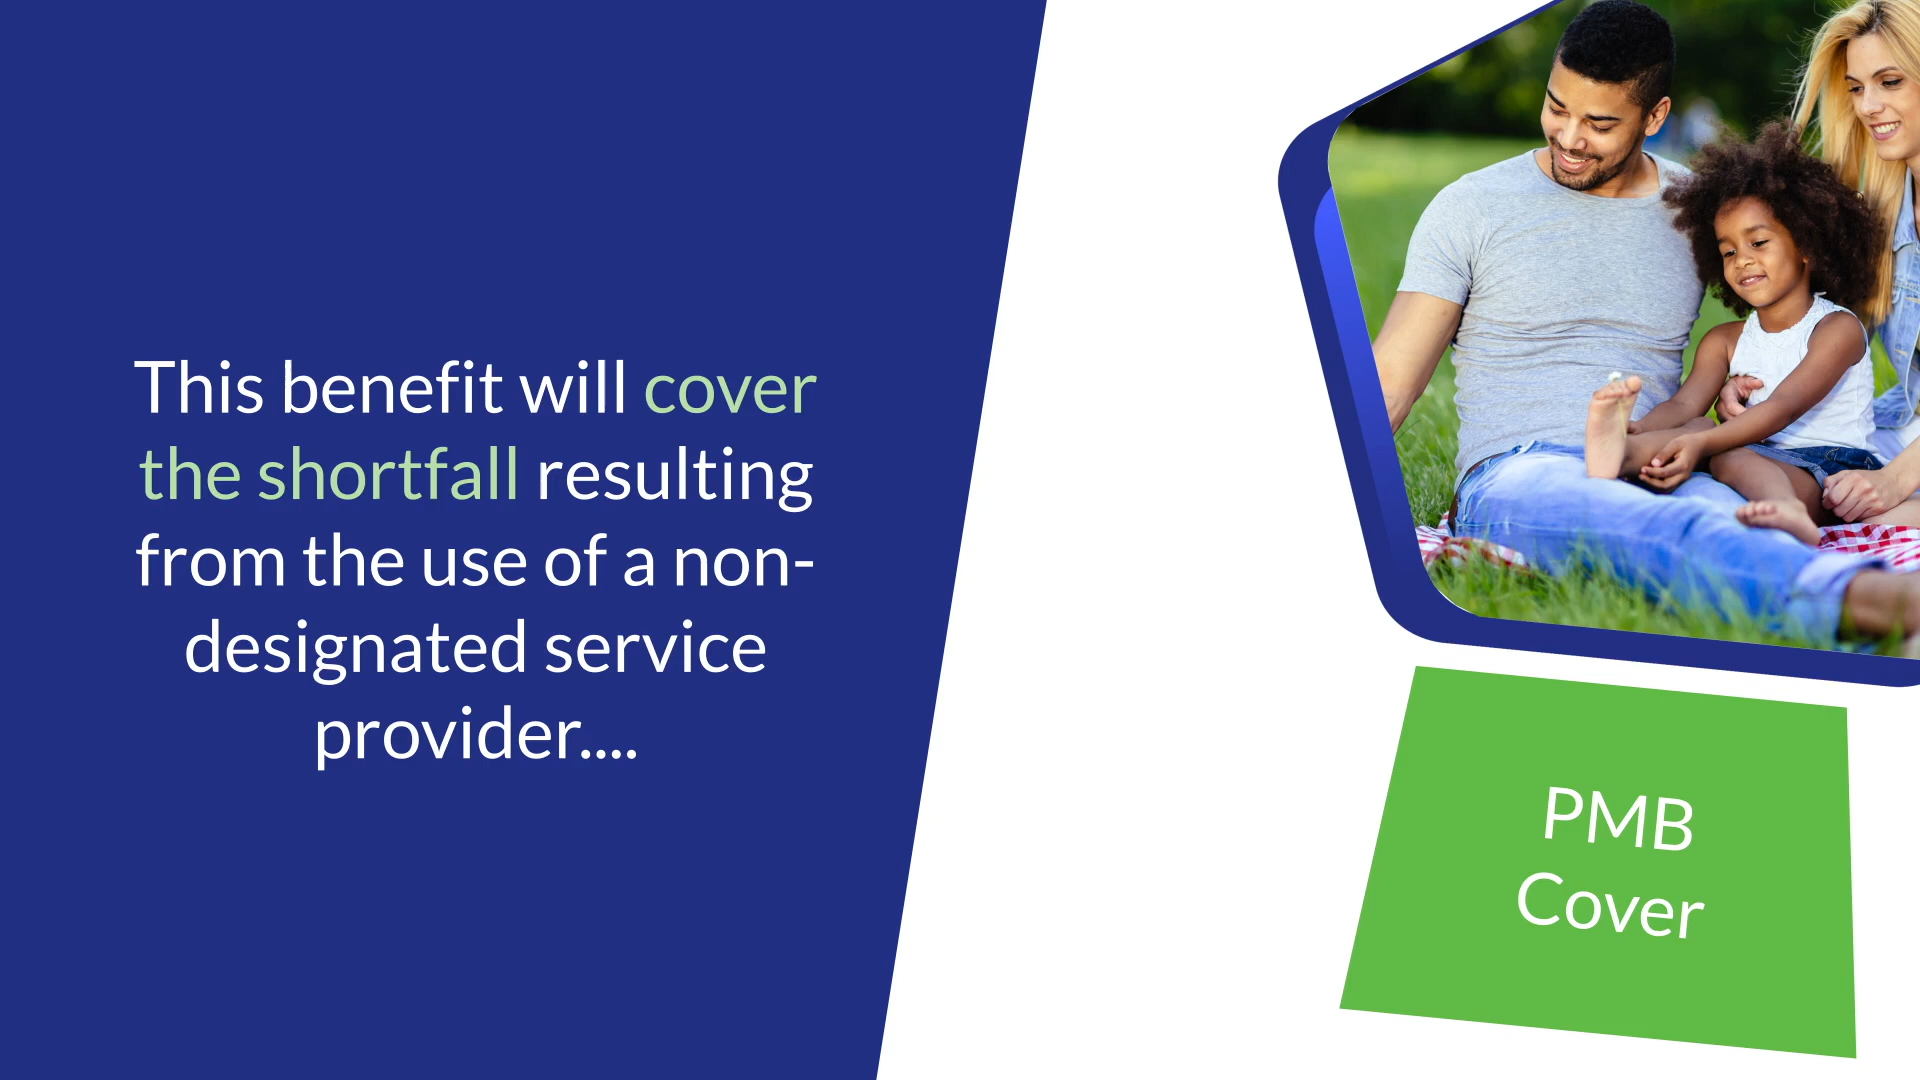 This benefit will cover
the shortfall resulting
from the use of a non-
designated service
provider....
PMB
Cover